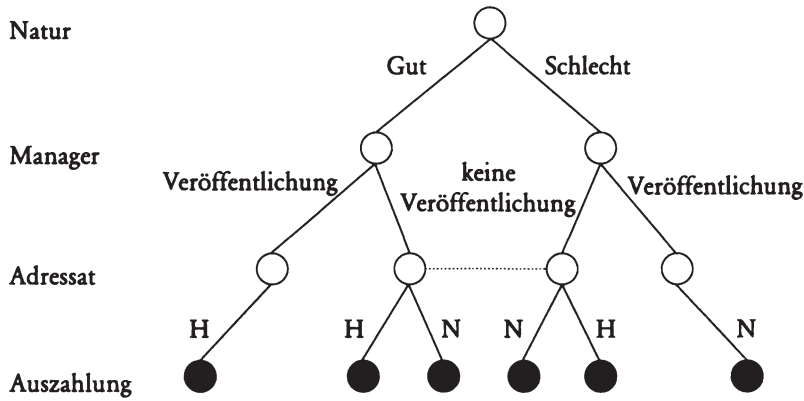 Natur
Gut
Schlecht
Manager
Veröffentlichung
keine
Veröffentlichung
Veröffentlichung
Adressat
H
H
N
N
H
N
Auszahlung